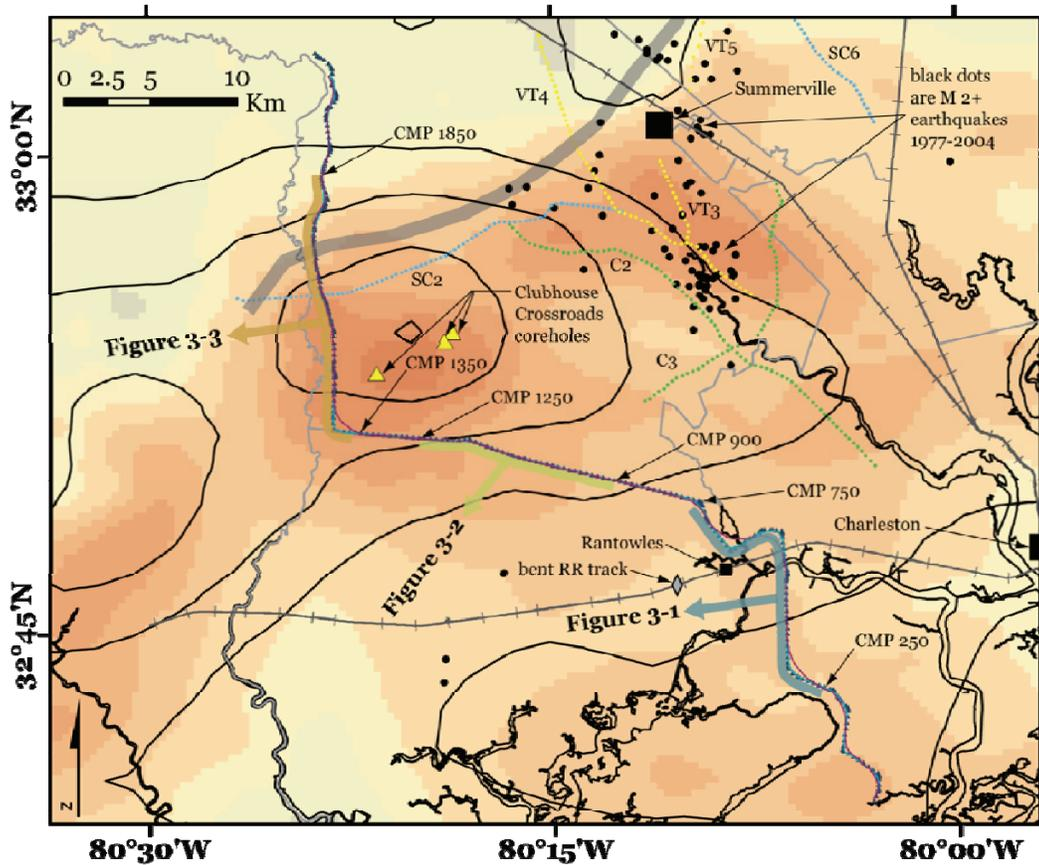 0 2.5 5 10
Km
VT5
SC6
VT4
Summerville
black dots
are M 2+
earthquakes
1977-2004
CMP 1850
33°00'N
VT3
SC2
C2
Clubhouse
Crossroads
coreholes
Figure 3-3
CMP 1350
C3
CMP 1250
CMP 900
CMP 750
Charleston
Figure 3-2
Rantowles
bent RR track
Figure 3-1
32°45'N
CMP 250
N
80°30'W
80°15'W
80°00'W